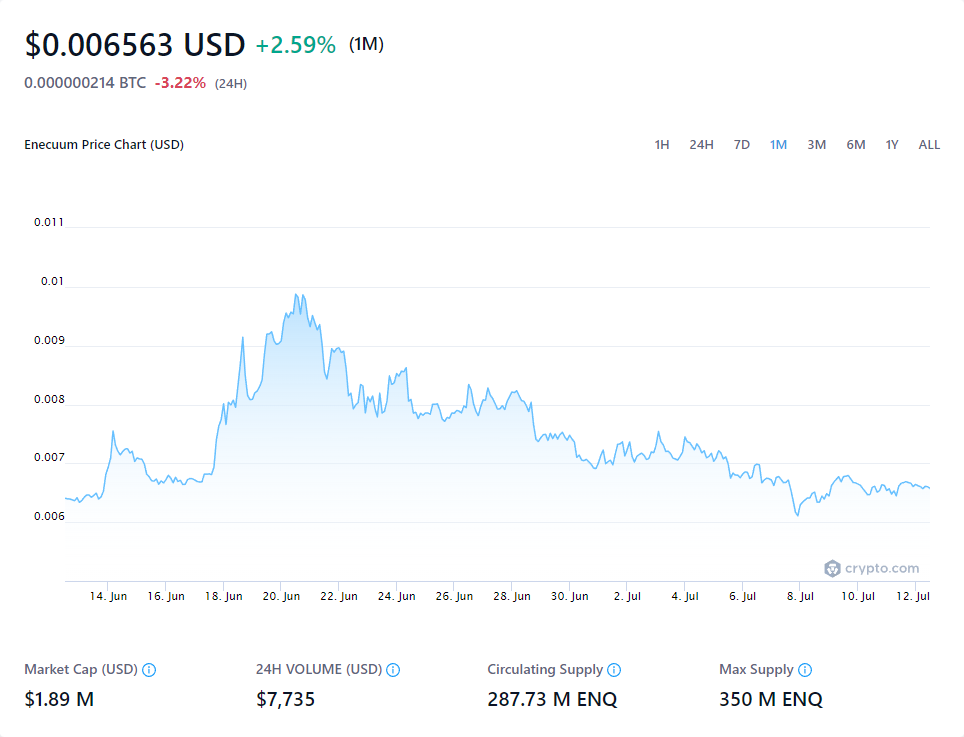 $0.006563 USD +2.59% (1M)
0.000000214 BTC -3.22% (24H)
Enecuum Price Chart (USD) 1H 24H 7D 1M 3M 6M 1Y ALL
0.011
0.01
0.009
0.008
0.007
0.006
crypto.com
14. Jun 16. Jun 18. Jun 20. Jun 22. Jun 24. Jun 26. Jun 28. Jun 30. Jun 2. Jul 4. Jul 6. Jul 8. Jul 10. Jul 12. Jul
Market Cap (USD) 24H VOLUME (USD) Circulating Supply Max Supply
$1.89 M $7,735 287.73 M ENQ 350 M ENQ